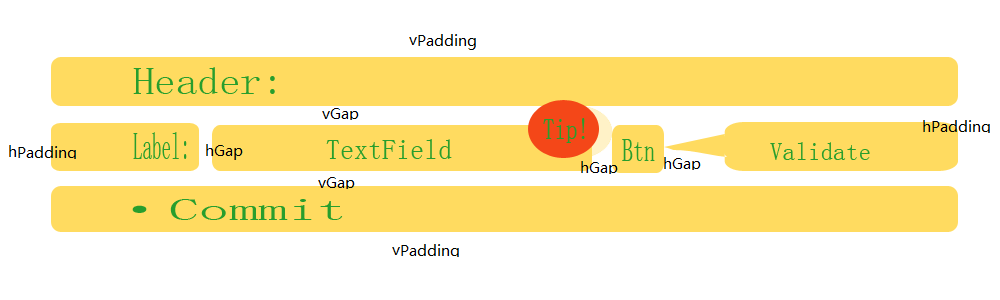 vPadding
Header:
vGap
Tip!
hPadding
hPadding
Label:
hGap
TextField
hGap
Btn
hGap
Validate
vGap
• Commit
vPadding